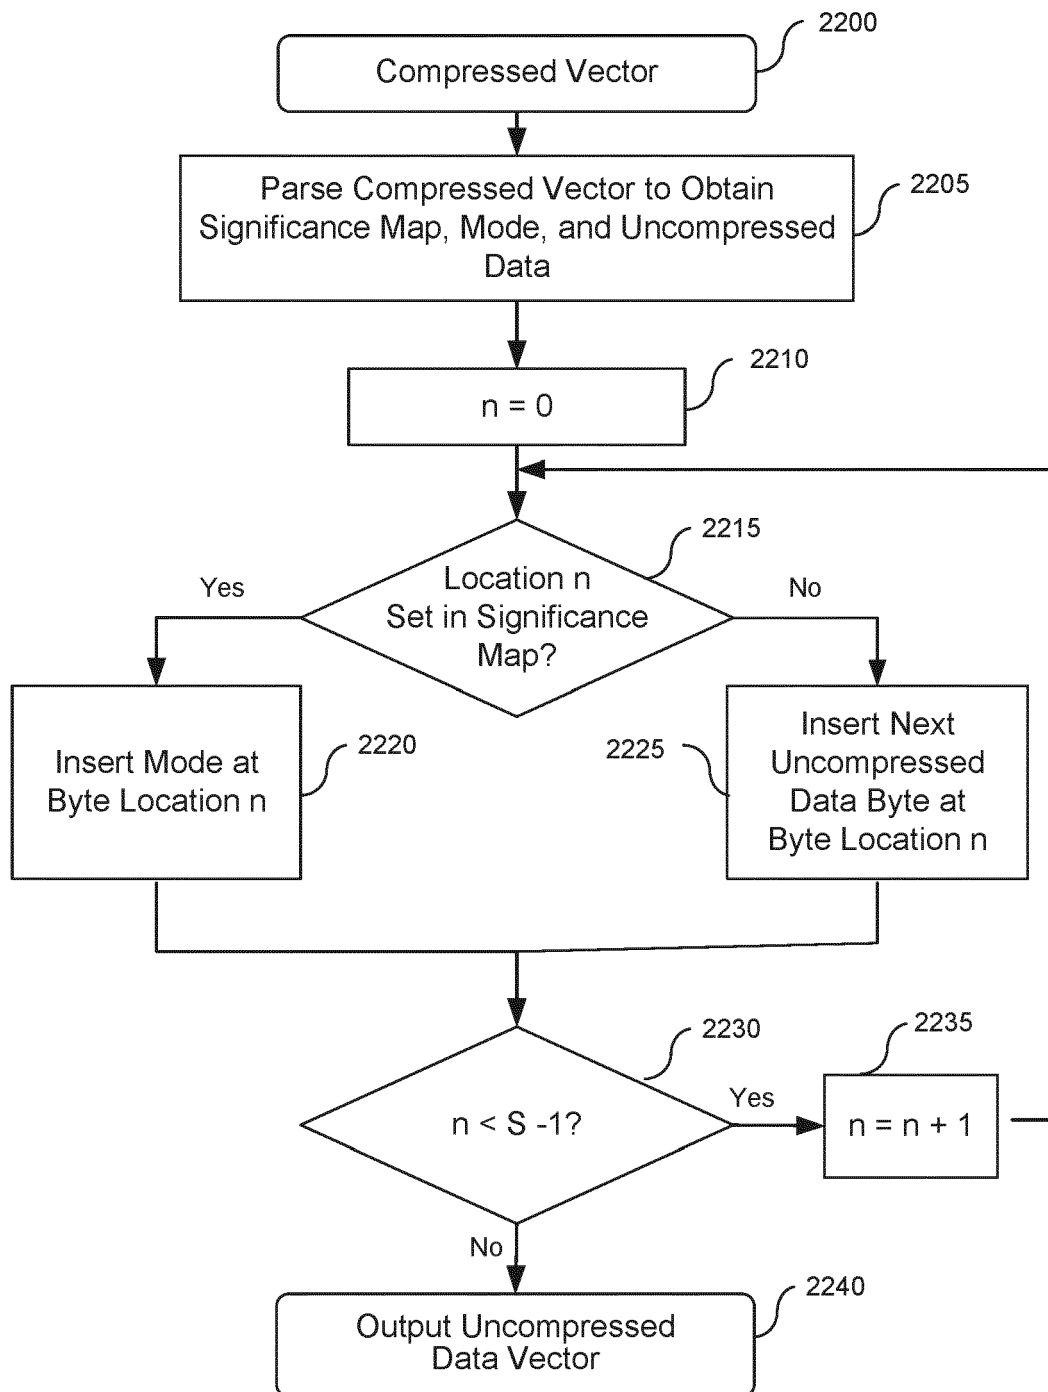 2200
Compressed Vector
2205
Parse Compressed Vector to Obtain
Significance Map, Mode, and Uncompressed
Data
2210
n = 0
2215
Location n
Set in Significance
Map?
Yes
No
Insert Mode at
Byte Location n
2220
2225
Insert Next
Uncompressed
Data Byte at
Byte Location n
2230
2235
n < S -1?
Yes
n = n + 1
No
2240
Output Uncompressed
Data Vector